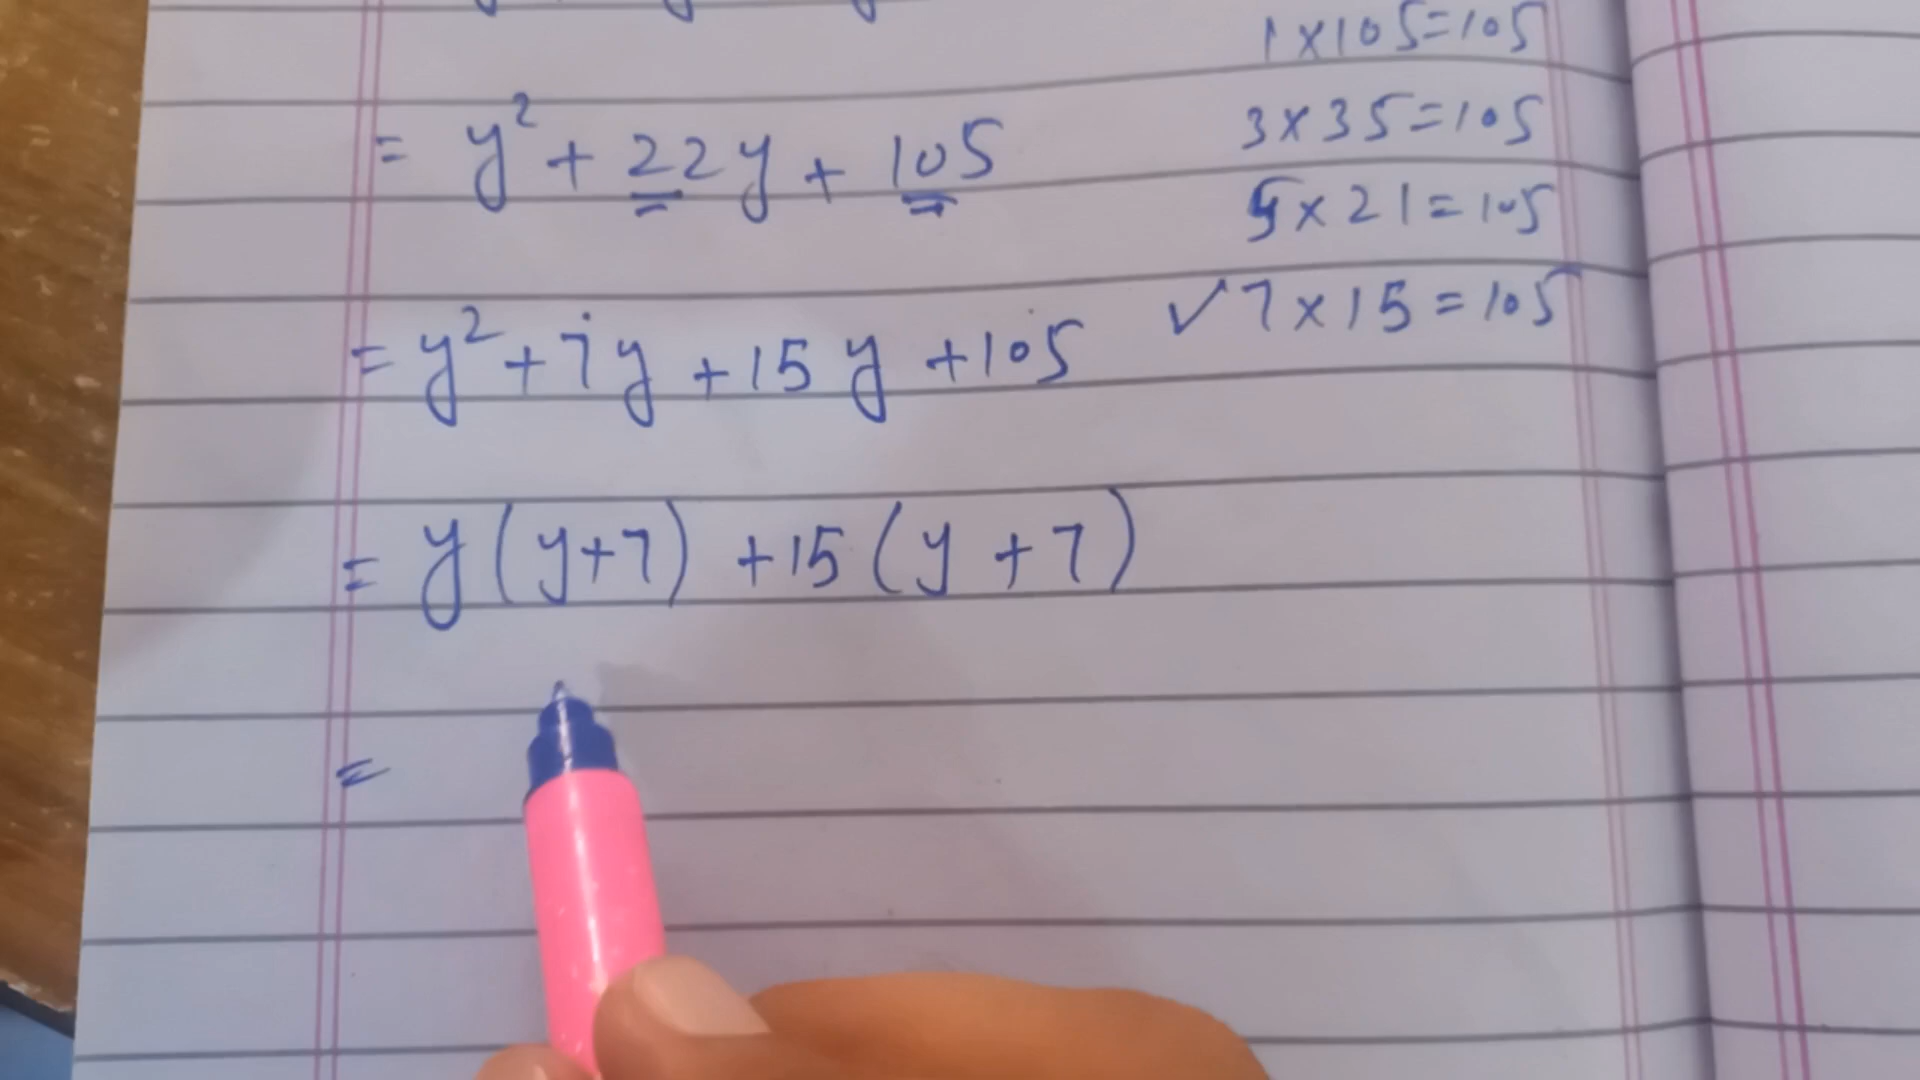 1×105=105
= y² + 22y + 105
3×35=105
5×21=105
= y² + 7y + 15y + 105
✓7×15=105
= y(y+7) +15(y+7)
=